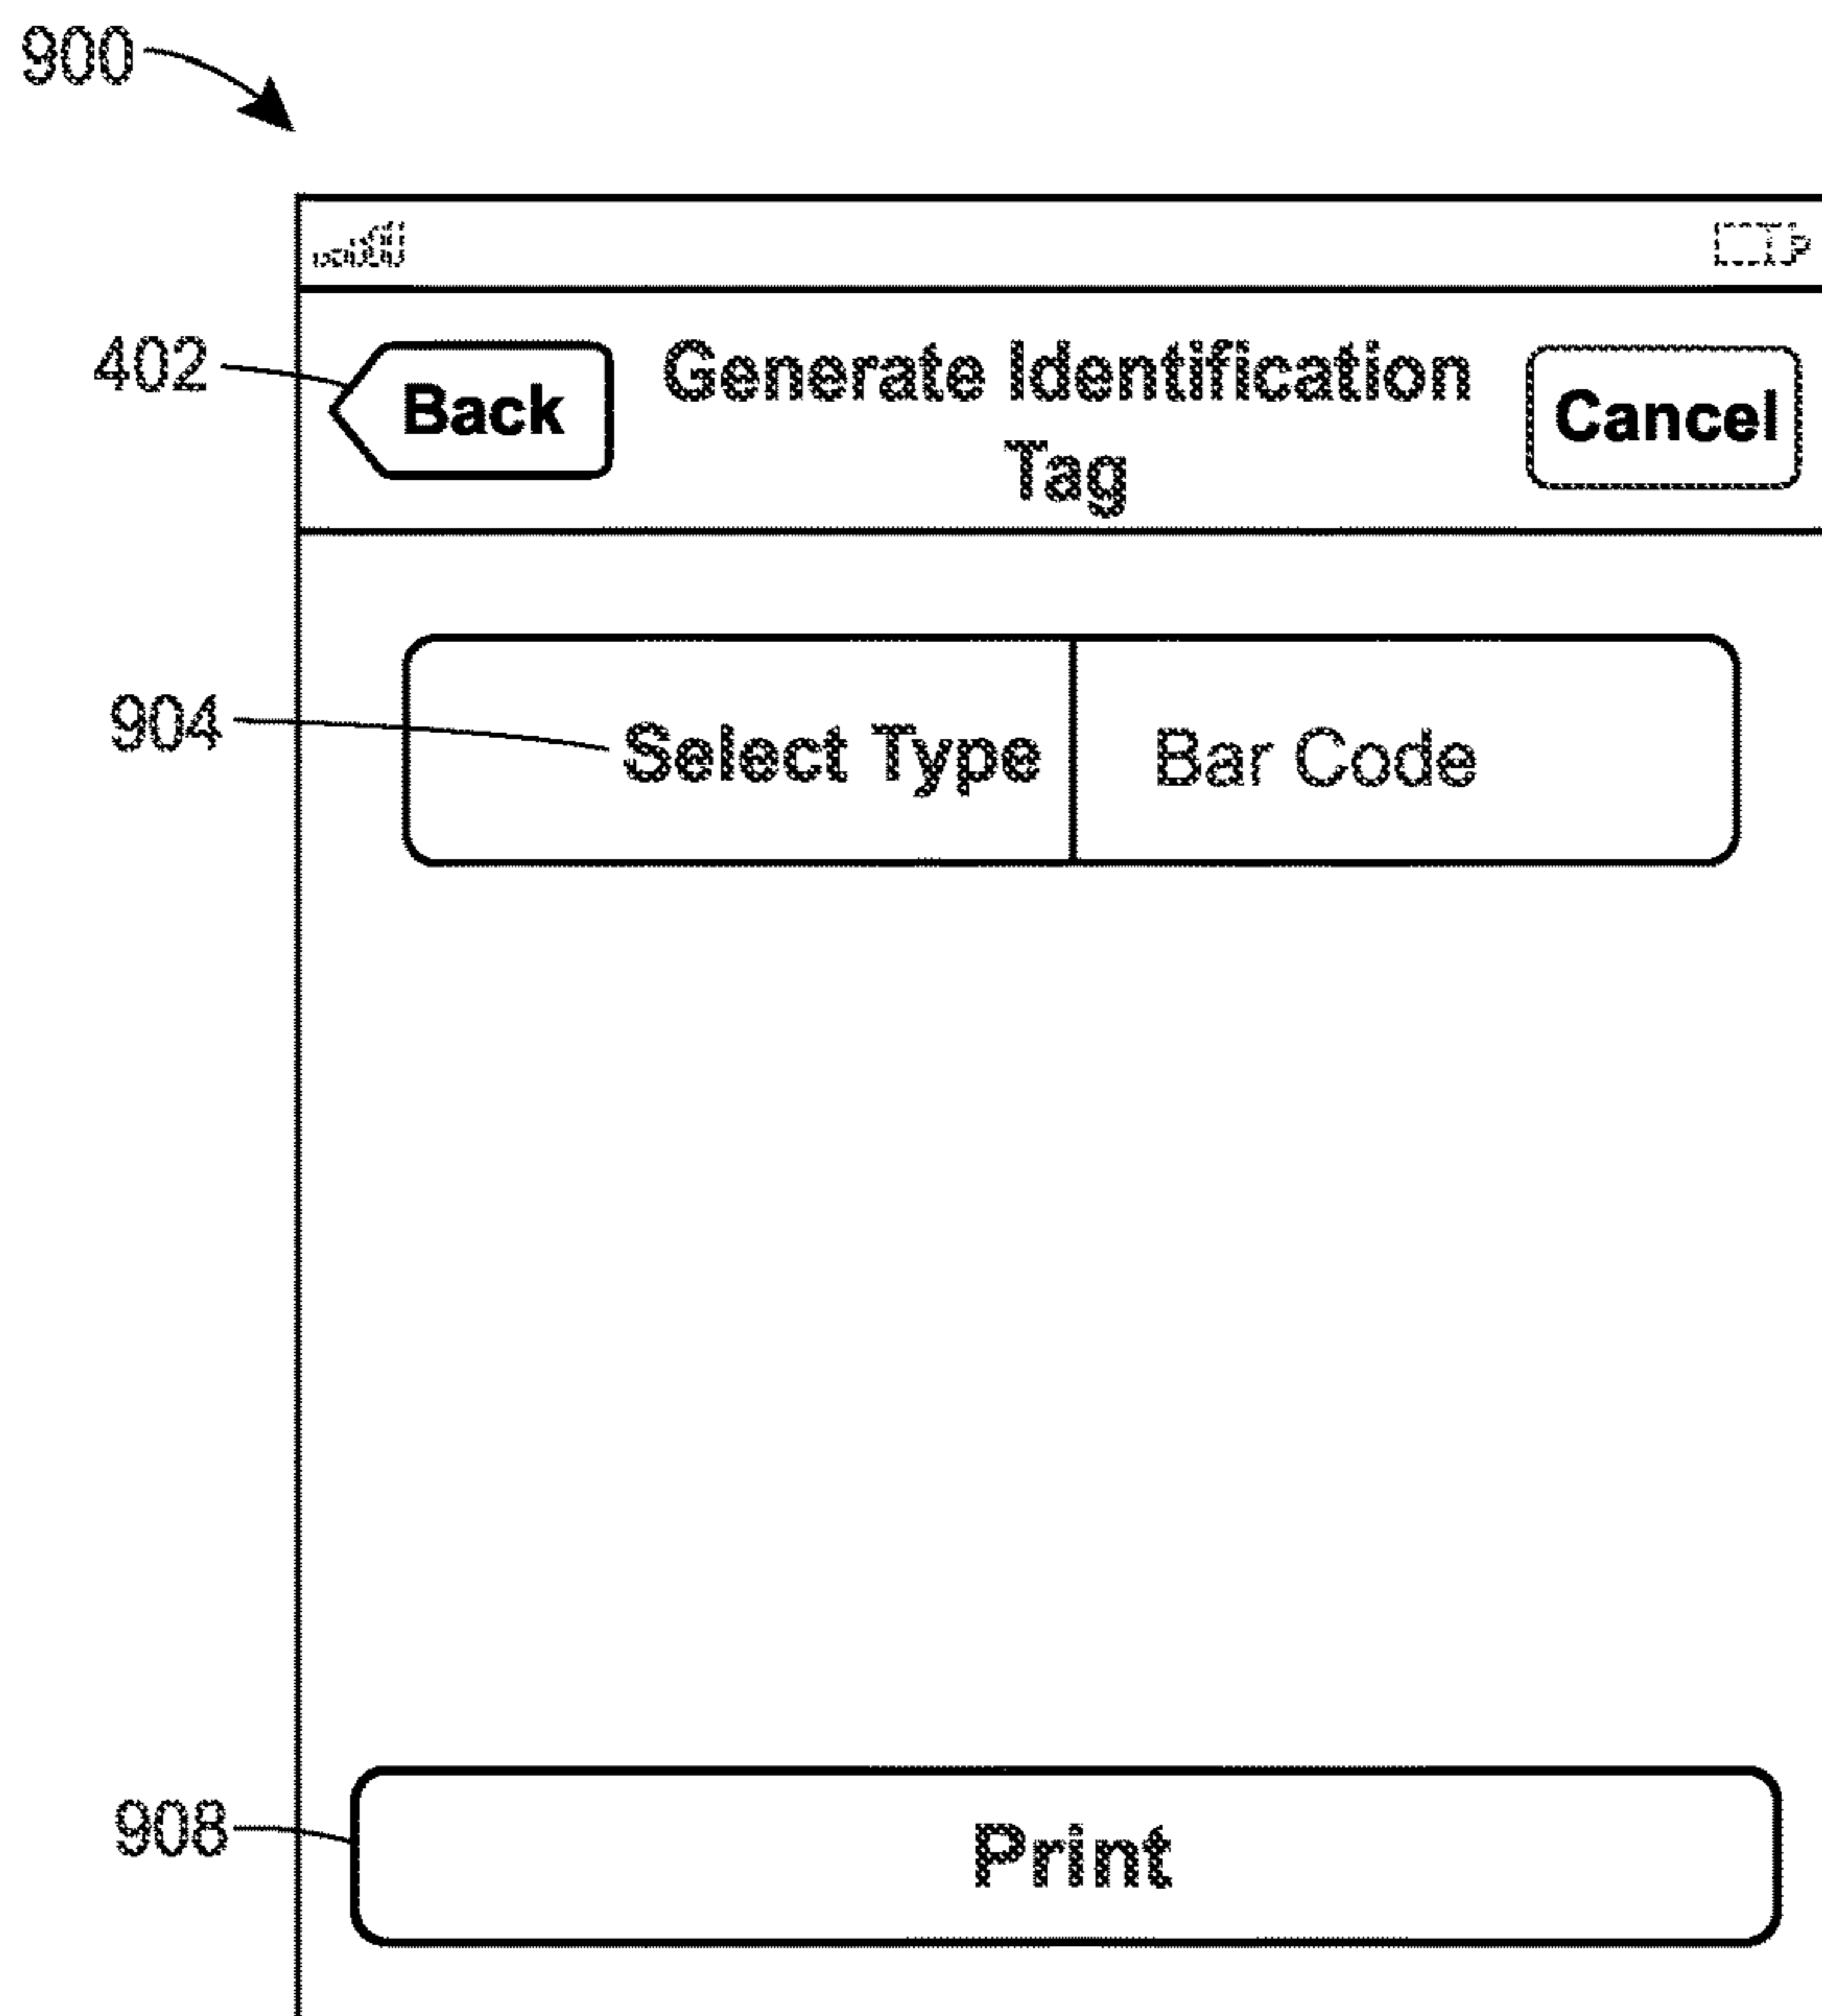 900
402
Back
Generate Identification
Tag
Cancel
904
Select Type
Bar Code
908
Print